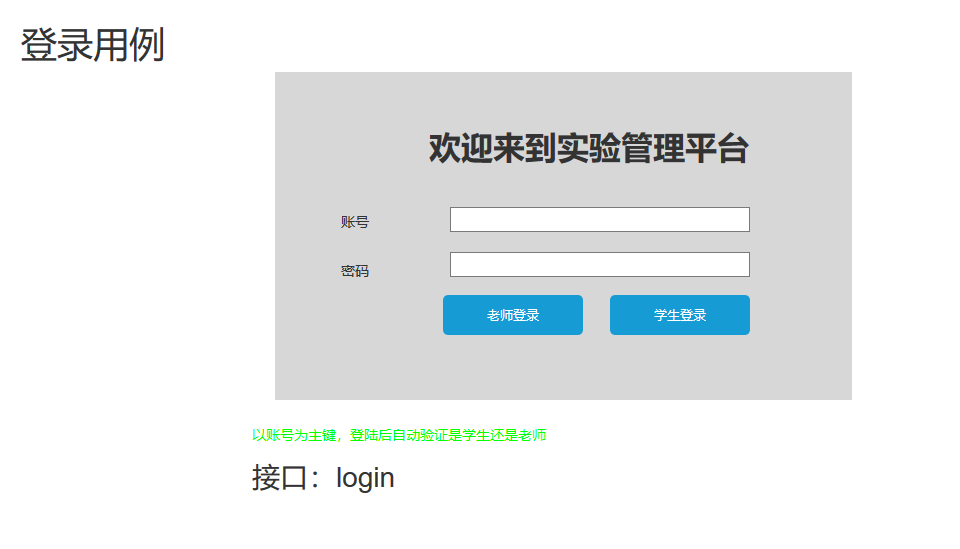 登录用例
欢迎来到实验管理平台
账号
密码
老师登录 学生登录
以账号为主键，登陆后自动验证是学生还是老师
接口：login